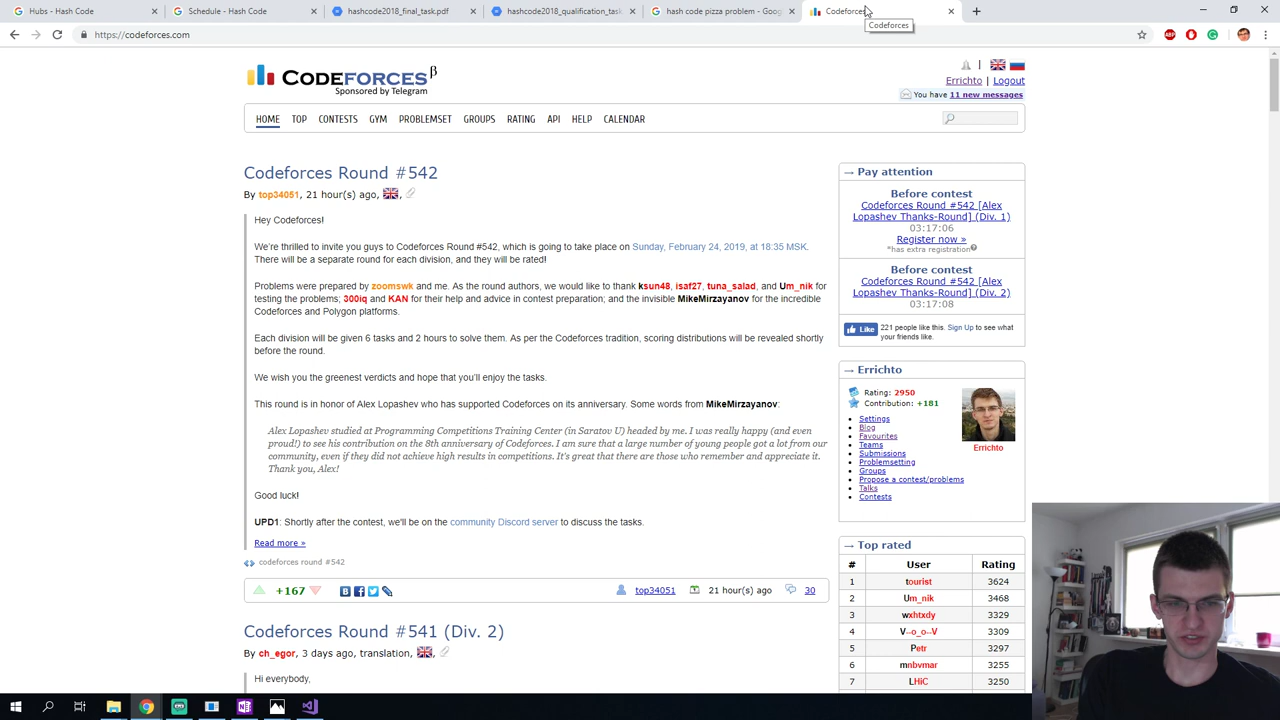 Hubs - Hash Code
Schedule - Hash Code
hashcode2018_final_task.pdf
hashcode2018_qualification_task
hash code pizza problem - Goog
Codeforces
Codeforces
https://codeforces.com
CODEFORCES β
Sponsored by Telegram
Errichto | Logout
You have 11 new messages
HOME TOP CONTESTS GYM PROBLEMSET GROUPS RATING API HELP CALENDAR
Codeforces Round #542
By top34051, 21 hour(s) ago,
Hey Codeforces!
We're thrilled to invite you guys to Codeforces Round #542, which is going to take place on Sunday, February 24, 2019, at 18:35 MSK.
There will be a separate round for each division, and they will be rated!
Problems were prepared by zoomswk and me. As the round authors, we would like to thank ksun48, isaf27, tuna_salad, and Um_nik for
testing the problems; 300iq and KAN for their help and advice in contest preparation; and the invisible MikeMirzayanov for the incredible
Codeforces and Polygon platforms.
Each division will be given 6 tasks and 2 hours to solve them. As per the Codeforces tradition, scoring distributions will be revealed shortly
before the round.
We wish you the greenest verdicts and hope that you'll enjoy the tasks.
This round is in honor of Alex Lopashev who has supported Codeforces on its anniversary. Some words from MikeMirzayanov:
Alex Lopashev studied at Programming Competitions Training Center (in Saratov U) headed by me. I was really happy (and even
proud!) to see his contribution on the 8th anniversary of Codeforces. I am sure that a large number of young people got a lot from our
community, even if they did not achieve high results in competitions. It's great that there are those who remember and appreciate it.
Thank you, Alex!
Good luck!
UPD1: Shortly after the contest, we'll be on the community Discord server to discuss the tasks.
Read more »
codeforces round #542
+167
top34051 21 hour(s) ago 30
Codeforces Round #541 (Div. 2)
By ch_egor, 3 days ago, translation,
Hi everybody,
→ Pay attention
Before contest
Codeforces Round #542 [Alex
Lopashev Thanks-Round] (Div. 1)
03:17:06
Register now »
*has extra registration
Before contest
Codeforces Round #542 [Alex
Lopashev Thanks-Round] (Div. 2)
03:17:08
Like 221 people like this. Sign Up to see what
your friends like.
→ Errichto
Rating: 2950
Contribution: +181
Settings
Blog
Favourites
Teams
Submissions
Problemsetting
Groups
Propose a contest/problems
Talks
Contests
Errichto
→ Top rated
# User Rating
1 tourist 3624
2 Um_nik 3468
3 wxhtxdy 3329
4 V--o_o--V 3309
5 Petr 3297
6 mnbvmar 3255
7 LHiC 3250